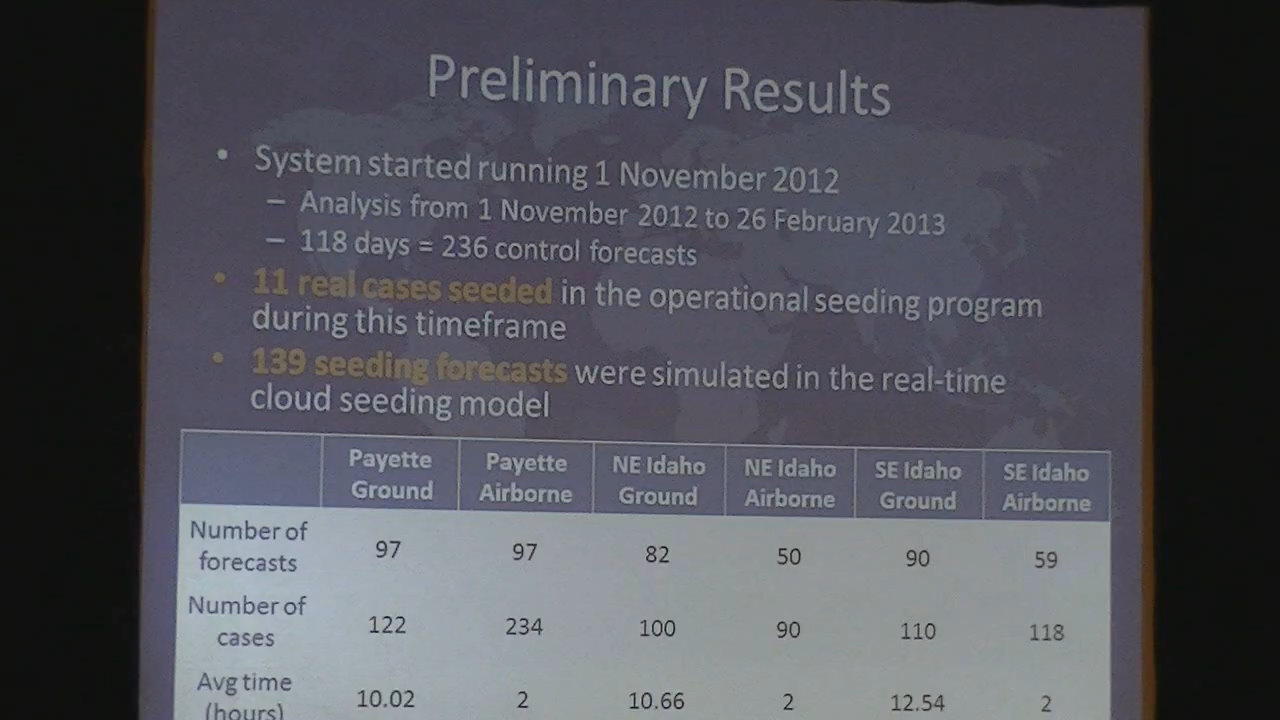 Preliminary Results
• System started running 1 November 2012
– Analysis from 1 November 2012 to 26 February 2013
– 118 days = 236 control forecasts
• 11 real cases seeded in the operational seeding program
during this timeframe
• 139 seeding forecasts were simulated in the real-time
cloud seeding model
Payette Ground Payette Airborne NE Idaho Ground NE Idaho Airborne SE Idaho Ground SE Idaho Airborne
Number of forecasts 97 97 82 50 90 59
Number of cases 122 234 100 90 110 118
Avg time (hours) 10.02 2 10.66 2 12.54 2